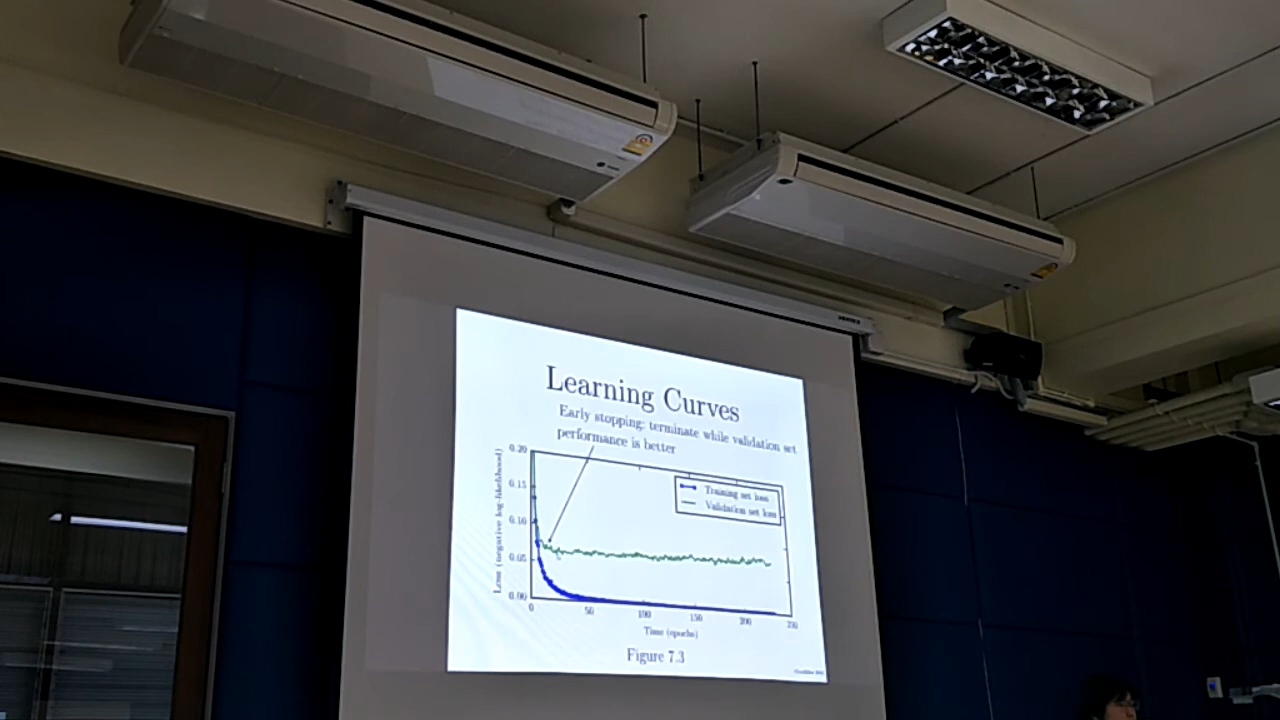 Learning Curves
Early stopping: terminate while validation set
performance is better
0.20
0.15
0.10
0.05
0.00
Loss (negative log-likelihood)
Training set loss
Validation set loss
0 50 100 150 200 250
Time (epochs)
Figure 7.3